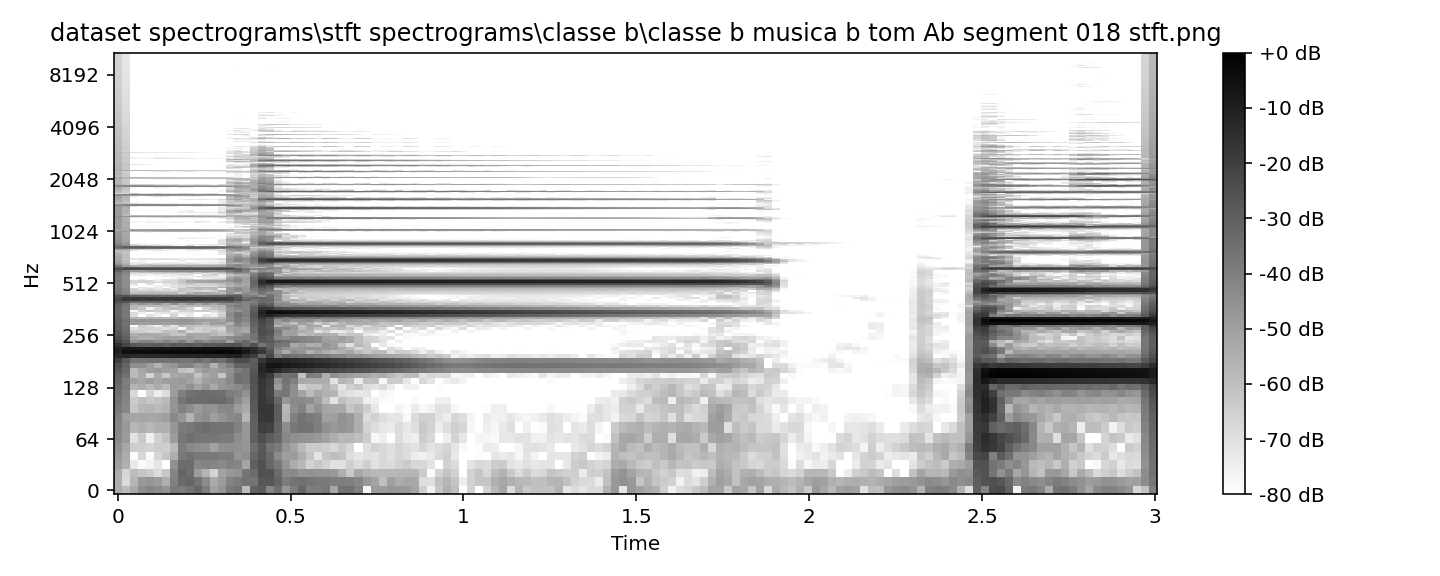 dataset spectrograms\stft spectrograms\classe b\classe b musica b tom Ab segment 018 stft.png
8192
4096
2048
1024
512
256
128
64
0
Hz
0
0.5
1
1.5
2
2.5
3
Time
+0 dB
-10 dB
-20 dB
-30 dB
-40 dB
-50 dB
-60 dB
-70 dB
-80 dB